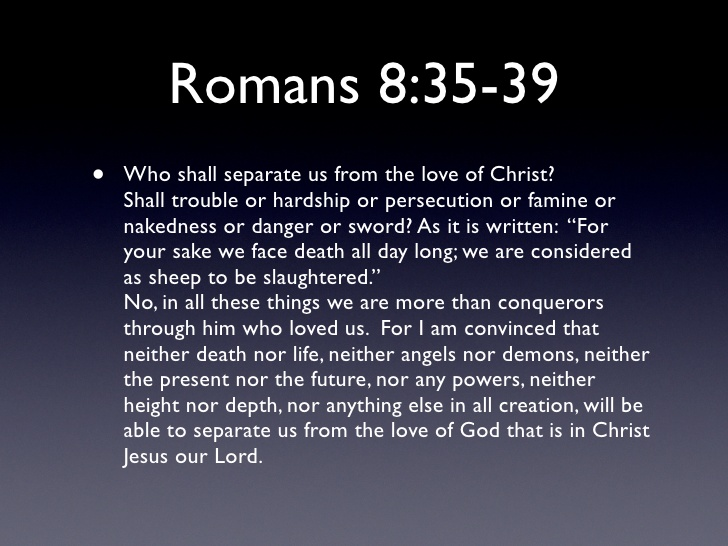 Romans 8:35-39
• Who shall separate us from the love of Christ?
Shall trouble or hardship or persecution or famine or
nakedness or danger or sword? As it is written: “For
your sake we face death all day long; we are considered
as sheep to be slaughtered.”
No, in all these things we are more than conquerors
through him who loved us. For I am convinced that
neither death nor life, neither angels nor demons, neither
the present nor the future, nor any powers, neither
height nor depth, nor anything else in all creation, will be
able to separate us from the love of God that is in Christ
Jesus our Lord.